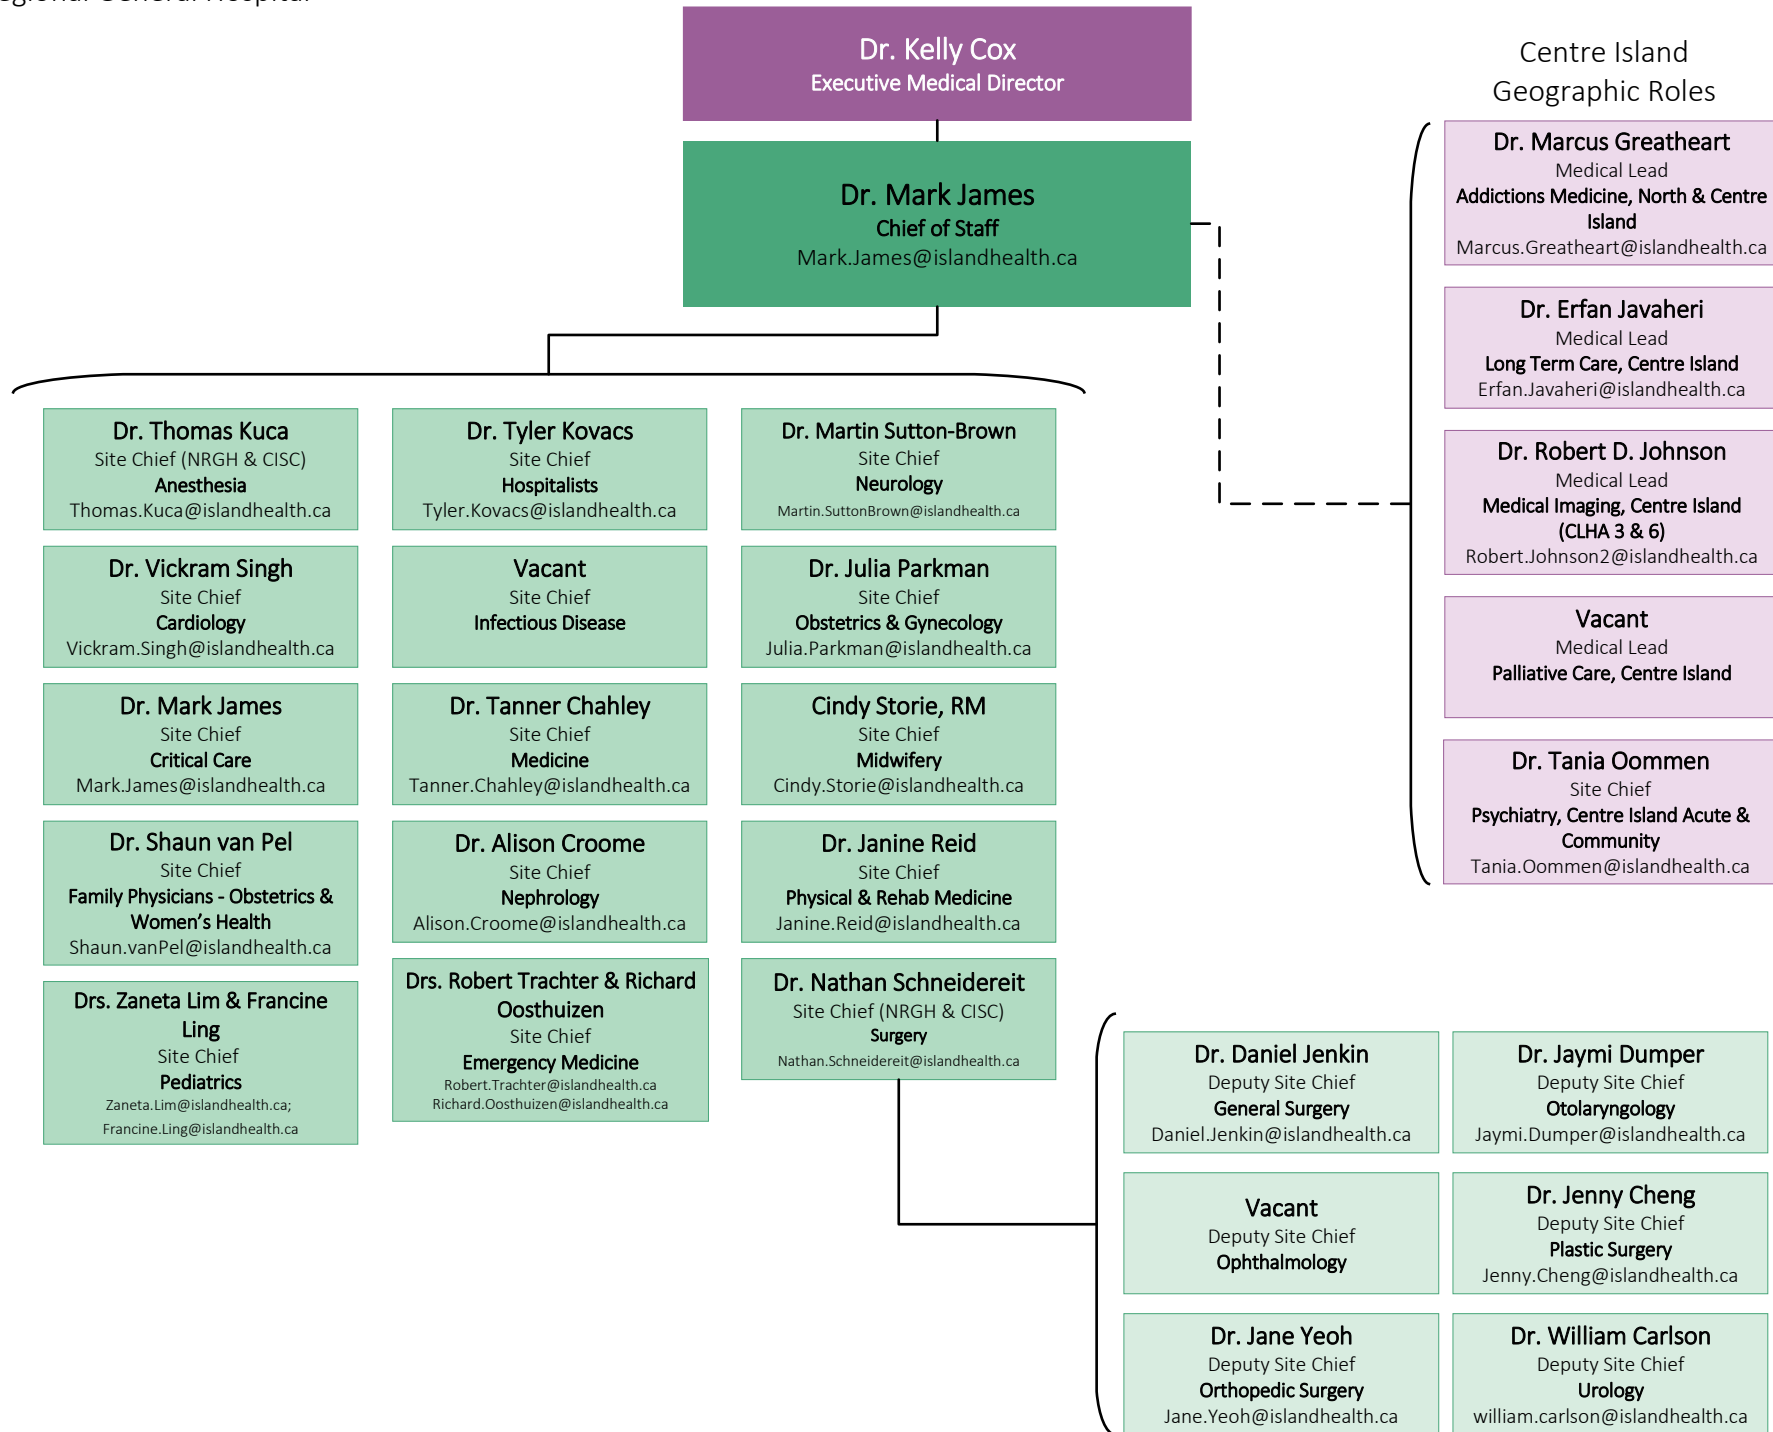 Regional General Hospital
Dr. Kelly Cox
Executive Medical Director
Dr. Mark James
Chief of Staff
Mark.James@islandhealth.ca
Centre Island
Geographic Roles
Dr. Marcus Greatheart
Medical Lead
Addictions Medicine, North & Centre
Island
Marcus.Greatheart@islandhealth.ca
Dr. Erfan Javaheri
Medical Lead
Long Term Care, Centre Island
Erfan.Javaheri@islandhealth.ca
Dr. Robert D. Johnson
Medical Lead
Medical Imaging, Centre Island
(CLHA 3 & 6)
Robert.Johnson2@islandhealth.ca
Vacant
Medical Lead
Palliative Care, Centre Island
Dr. Tania Oommen
Site Chief
Psychiatry, Centre Island Acute &
Community
Tania.Oommen@islandhealth.ca
Dr. Thomas Kuca
Site Chief (NRGH & CISC)
Anesthesia
Thomas.Kuca@islandhealth.ca
Dr. Vickram Singh
Site Chief
Cardiology
Vickram.Singh@islandhealth.ca
Dr. Mark James
Site Chief
Critical Care
Mark.James@islandhealth.ca
Dr. Shaun van Pel
Site Chief
Family Physicians - Obstetrics &
Women’s Health
Shaun.vanPel@islandhealth.ca
Drs. Zaneta Lim & Francine
Ling
Site Chief
Pediatrics
Zaneta.Lim@islandhealth.ca;
Francine.Ling@islandhealth.ca
Dr. Tyler Kovacs
Site Chief
Hospitalists
Tyler.Kovacs@islandhealth.ca
Vacant
Site Chief
Infectious Disease
Dr. Tanner Chahley
Site Chief
Medicine
Tanner.Chahley@islandhealth.ca
Dr. Alison Croome
Site Chief
Nephrology
Alison.Croome@islandhealth.ca
Drs. Robert Trachter & Richard
Oosthuizen
Site Chief
Emergency Medicine
Robert.Trachter@islandhealth.ca
Richard.Oosthuizen@islandhealth.ca
Dr. Martin Sutton-Brown
Site Chief
Neurology
Martin.SuttonBrown@islandhealth.ca
Dr. Julia Parkman
Site Chief
Obstetrics & Gynecology
Julia.Parkman@islandhealth.ca
Cindy Storie, RM
Site Chief
Midwifery
Cindy.Storie@islandhealth.ca
Dr. Janine Reid
Site Chief
Physical & Rehab Medicine
Janine.Reid@islandhealth.ca
Dr. Nathan Schneidereit
Site Chief (NRGH & CISC)
Surgery
Nathan.Schneidereit@islandhealth.ca
Dr. Daniel Jenkin
Deputy Site Chief
General Surgery
Daniel.Jenkin@islandhealth.ca
Dr. Jaymi Dumper
Deputy Site Chief
Otolaryngology
Jaymi.Dumper@islandhealth.ca
Vacant
Deputy Site Chief
Ophthalmology
Dr. Jenny Cheng
Deputy Site Chief
Plastic Surgery
Jenny.Cheng@islandhealth.ca
Dr. Jane Yeoh
Deputy Site Chief
Orthopedic Surgery
Jane.Yeoh@islandhealth.ca
Dr. William Carlson
Deputy Site Chief
Urology
william.carlson@islandhealth.ca